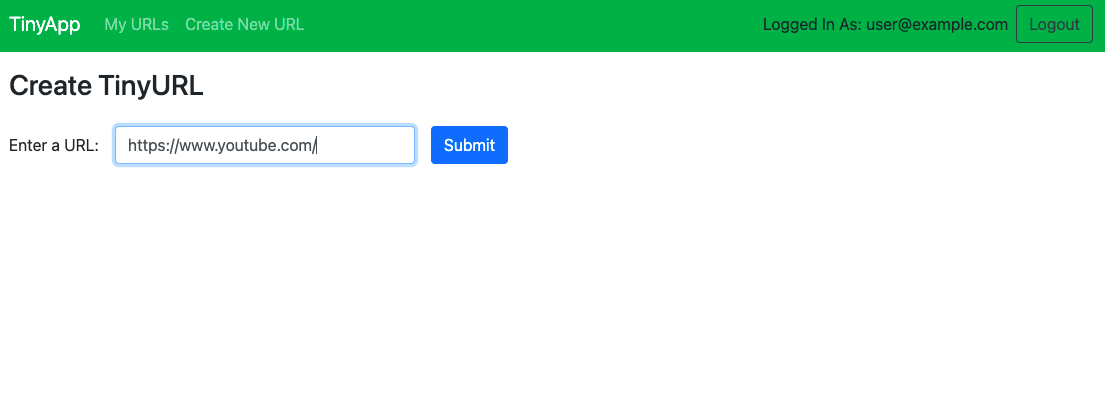 TinyApp My URLs Create New URL Logged In As: user@example.com Logout
Create TinyURL
Enter a URL: https://www.youtube.com/ Submit